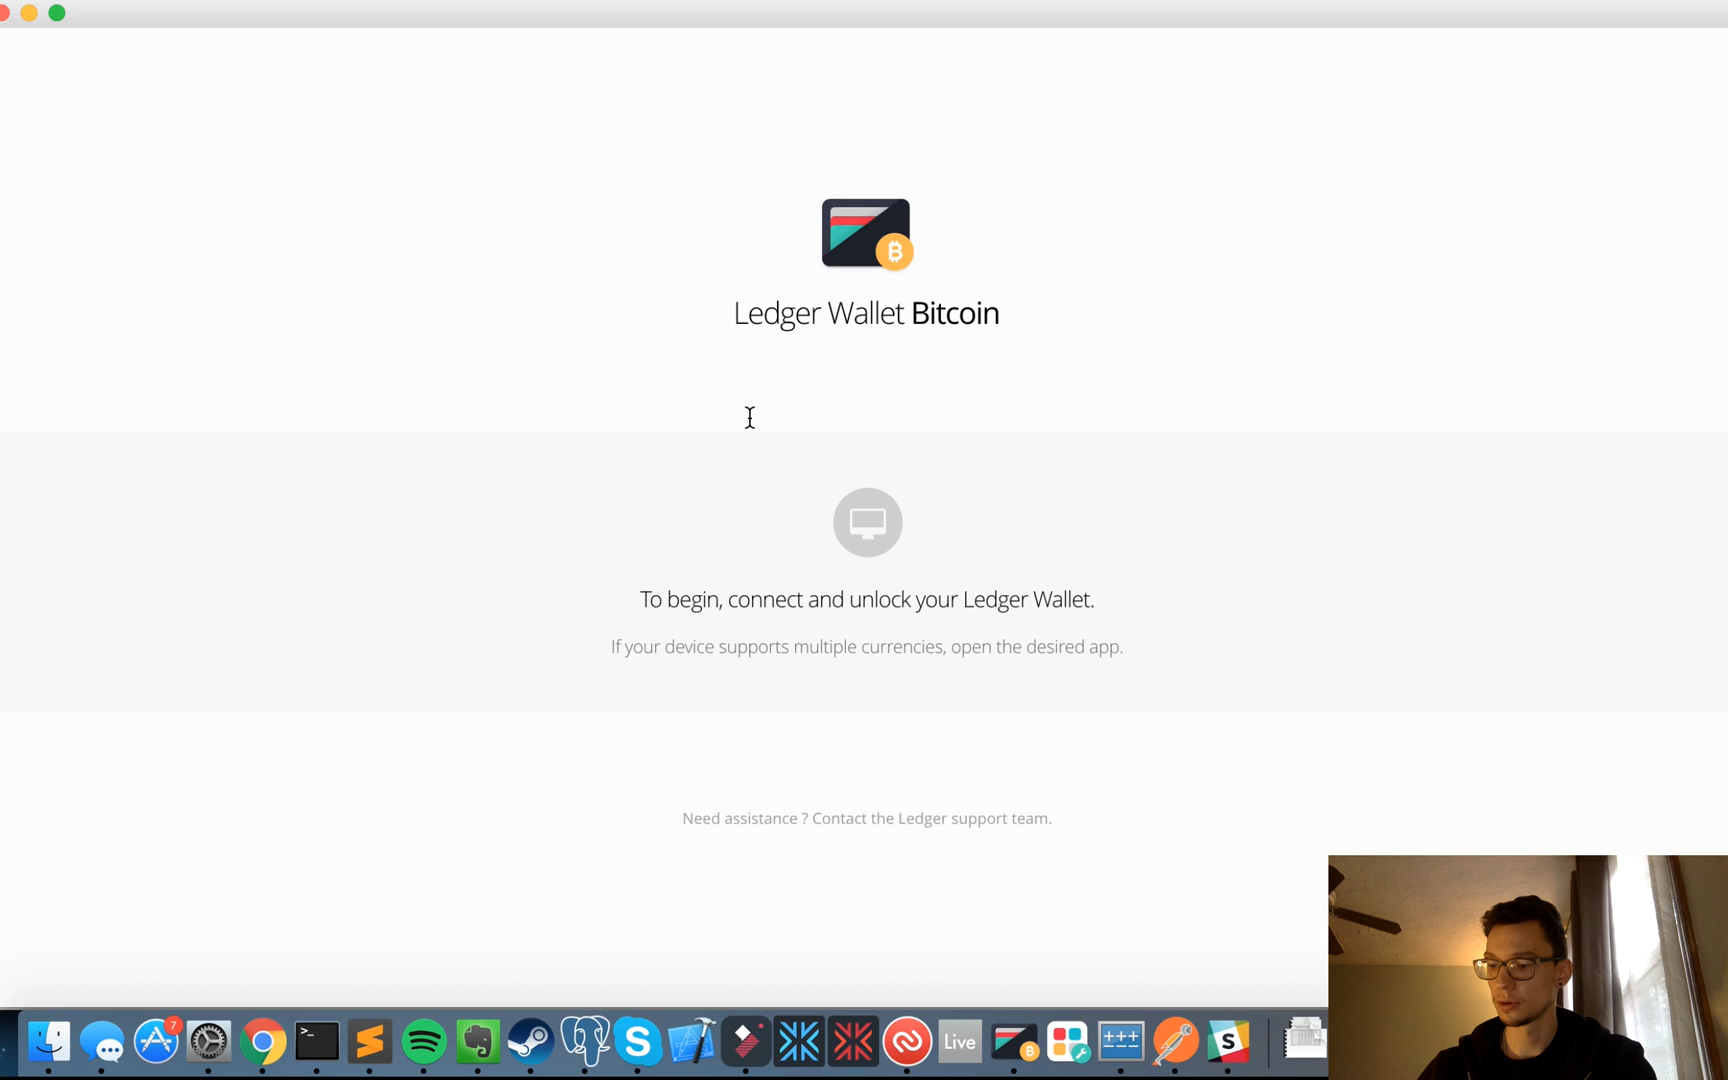 Ledger Wallet Bitcoin
To begin, connect and unlock your Ledger Wallet.
If your device supports multiple currencies, open the desired app.
Need assistance ? Contact the Ledger support team.
7
>_
Live
+++
S